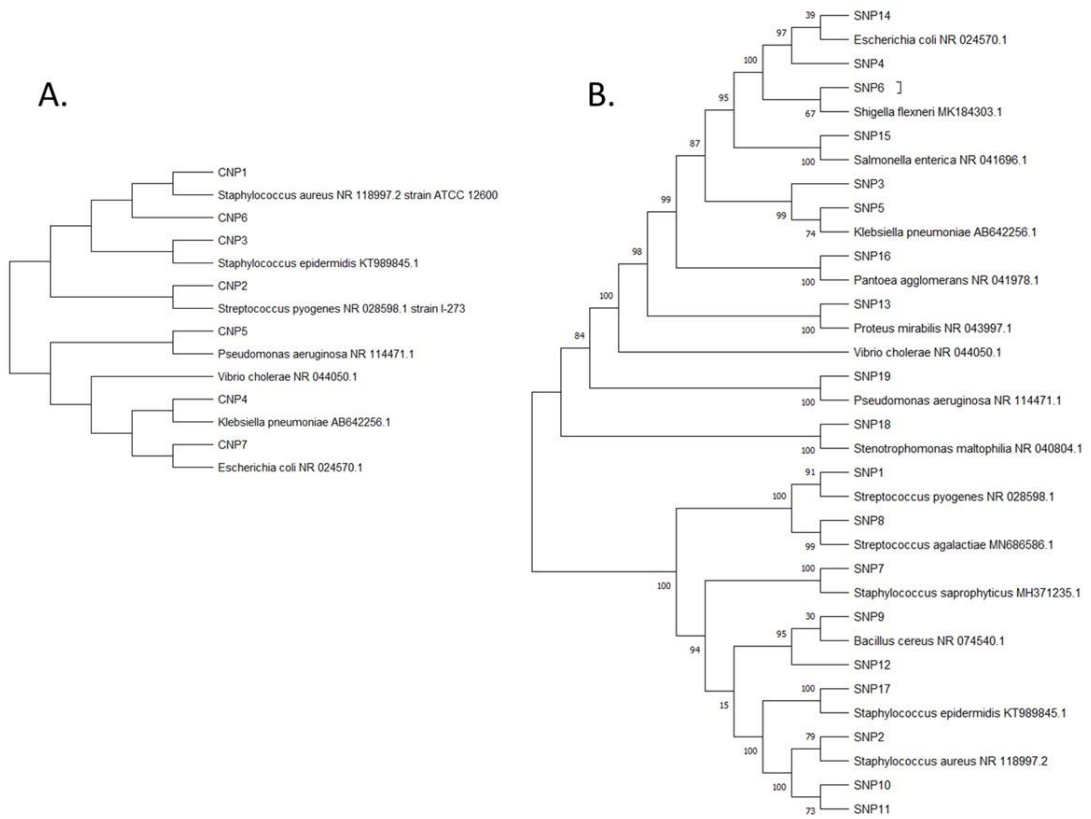 A.
CNP1
Staphylococcus aureus NR 118997.2 strain ATCC 12600
CNP6
CNP3
Staphylococcus epidermidis KT989845.1
CNP2
Streptococcus pyogenes NR 028598.1 strain I-273
CNP5
Pseudomonas aeruginosa NR 114471.1
Vibrio cholerae NR 044050.1
CNP4
Klebsiella pneumoniae AB642256.1
CNP7
Escherichia coli NR 024570.1
B.
39 SNP14
Escherichia coli NR 024570.1
97
SNP4
100
SNP6
67 Shigella flexneri MK184303.1
95
SNP15
100 Salmonella enterica NR 041696.1
87
SNP3
99
SNP5
74 Klebsiella pneumoniae AB642256.1
99
SNP16
100 Pantoea agglomerans NR 041978.1
98
SNP13
100 Proteus mirabilis NR 043997.1
100
Vibrio cholerae NR 044050.1
84
SNP19
100 Pseudomonas aeruginosa NR 114471.1
SNP18
100 Stenotrophomonas maltophilia NR 040804.1
91 SNP1
100
Streptococcus pyogenes NR 028598.1
SNP8
99 Streptococcus agalactiae MN686586.1
100
100 SNP7
Staphylococcus saprophyticus MH371235.1
94
30 SNP9
95
Bacillus cereus NR 074540.1
SNP12
15
100 SNP17
Staphylococcus epidermidis KT989845.1
100
79 SNP2
Staphylococcus aureus NR 118997.2
100
SNP10
73 SNP11